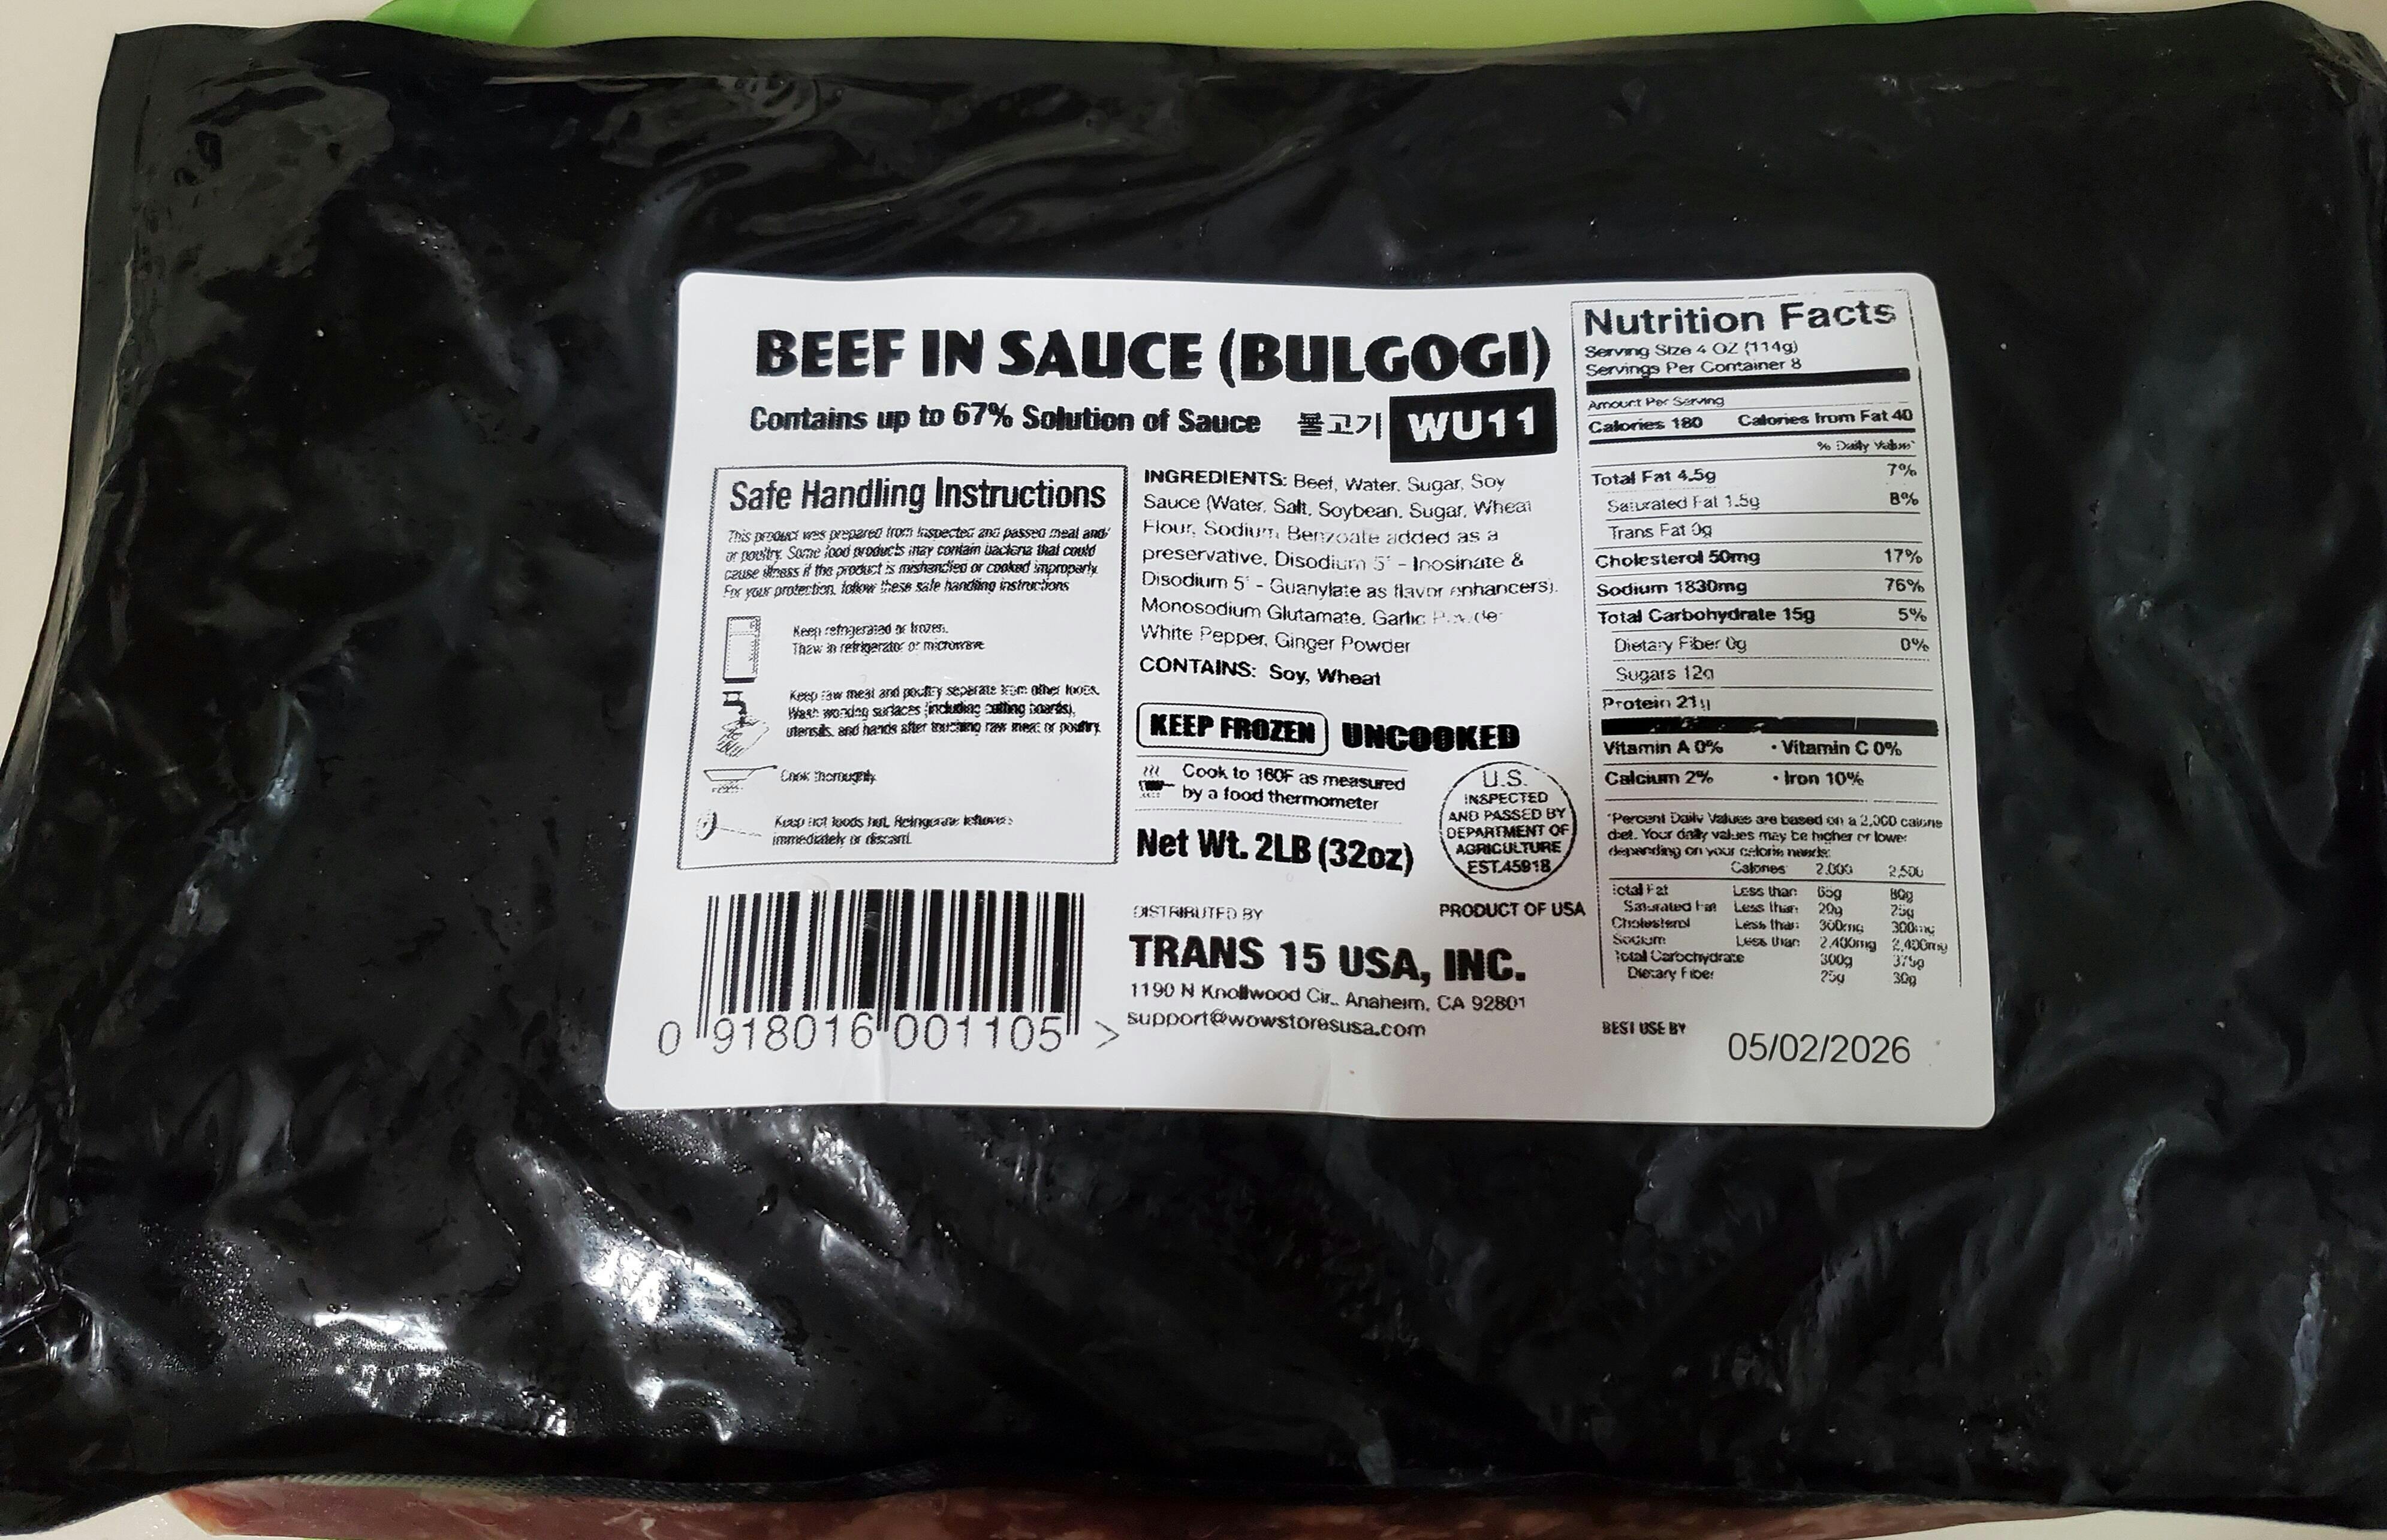 BEEF IN SAUCE (BULGOGI)
Contains up to 67% Solution of Sauce 불고기 WU11
Safe Handling Instructions
This product was prepared from inspected and passed meat and/
or poultry. Some food products may contain bacteria that could
cause illness if the product is mishandled or cooked improperly.
For your protection, follow these safe handling instructions
Keep refrigerated or frozen.
Thaw in refrigerator or microwave
Keep raw meat and poultry separate from other foods.
Wash working surfaces (including cutting boards),
utensils, and hands after touching raw meat or poultry.
Cook thoroughly.
Keep hot foods hot. Refrigerate leftovers
immediately or discard.
0 918016 001105 >
INGREDIENTS: Beef, Water, Sugar, Soy
Sauce (Water, Salt, Soybean, Sugar, Wheat
Flour, Sodium Benzoate added as a
preservative, Disodium 5' - Inosinate &
Disodium 5' - Guanylate as flavor enhancers).
Monosodium Glutamate, Garlic Powder
White Pepper, Ginger Powder
CONTAINS: Soy, Wheat
KEEP FROZEN UNCOOKED
Cook to 160F as measured
by a food thermometer
Net Wt. 2LB (32oz)
U.S.
INSPECTED
AND PASSED BY
DEPARTMENT OF
AGRICULTURE
EST.45918
DISTRIBUTED BY PRODUCT OF USA
TRANS 15 USA, INC.
1190 N Knollwood Cir., Anaheim, CA 92801
support@wowstoresusa.com
Nutrition Facts
Serving Size 4 OZ (114g)
Servings Per Container 8
Amount Per Serving
Calories 180 Calories from Fat 40
% Daily Value*
Total Fat 4.5g 7%
Saturated Fat 1.5g 8%
Trans Fat 0g
Cholesterol 50mg 17%
Sodium 1830mg 76%
Total Carbohydrate 15g 5%
Dietary Fiber 0g 0%
Sugars 12g
Protein 21g
Vitamin A 0% • Vitamin C 0%
Calcium 2% • Iron 10%
*Percent Daily Values are based on a 2,000 calorie
diet. Your daily values may be higher or lower
depending on your calorie needs:
Calories 2,000 2,500
Total Fat Less than 65g 80g
Saturated Fat Less than 20g 25g
Cholesterol Less than 300mg 300mg
Sodium Less than 2,400mg 2,400mg
Total Carbohydrate 300g 375g
Dietary Fiber 25g 30g
BEST USE BY 05/02/2026